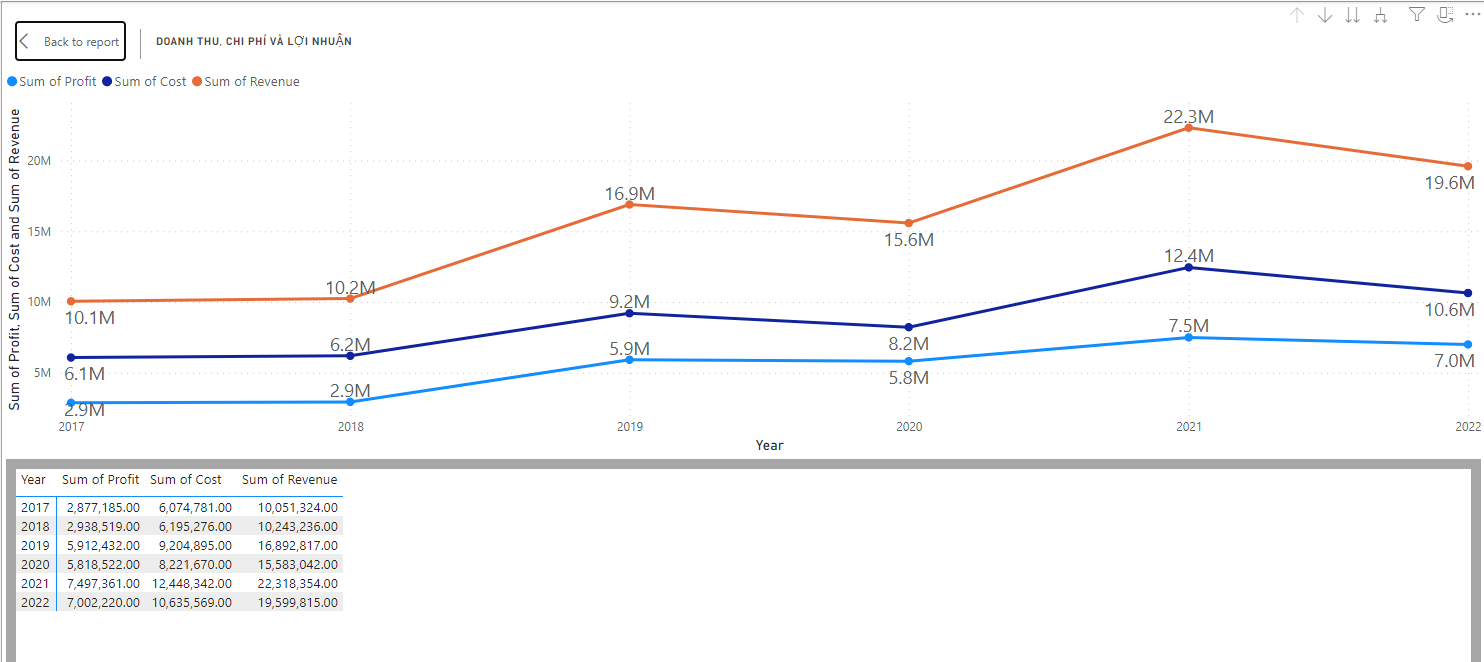 Back to report
DOANH THU, CHI PHÍ VÀ LỢI NHUẬN
Sum of Profit Sum of Cost Sum of Revenue
Sum of Profit, Sum of Cost and Sum of Revenue
22.3M
20M
19.6M
16.9M
15M
15.6M
12.4M
10M
10.1M
10.2M
9.2M
10.6M
6.2M
8.2M
7.5M
5M
6.1M
5.9M
5.8M
7.0M
2.9M
2.9M
2017 2018 2019 2020 2021 2022
Year
Year Sum of Profit Sum of Cost Sum of Revenue
2017 2,877,185.00 6,074,781.00 10,051,324.00
2018 2,938,519.00 6,195,276.00 10,243,236.00
2019 5,912,432.00 9,204,895.00 16,892,817.00
2020 5,818,522.00 8,221,670.00 15,583,042.00
2021 7,497,361.00 12,448,342.00 22,318,354.00
2022 7,002,220.00 10,635,569.00 19,599,815.00